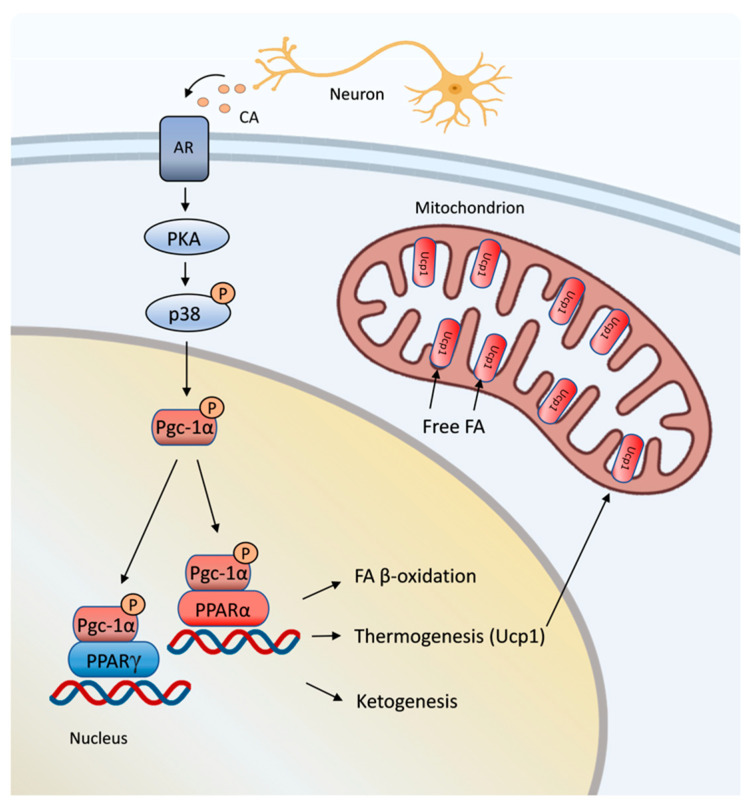 Neuron
CA
AR
PKA
P
p38
Mitochondrion
Ucp1
Ucp1
Ucp1
Ucp1
Ucp1
Ucp1
Ucp1
Ucp1
Free FA
P
Pgc-1α
P
Pgc-1α
PPARα
P
Pgc-1α
PPARγ
FA β-oxidation
Thermogenesis (Ucp1)
Ketogenesis
Nucleus